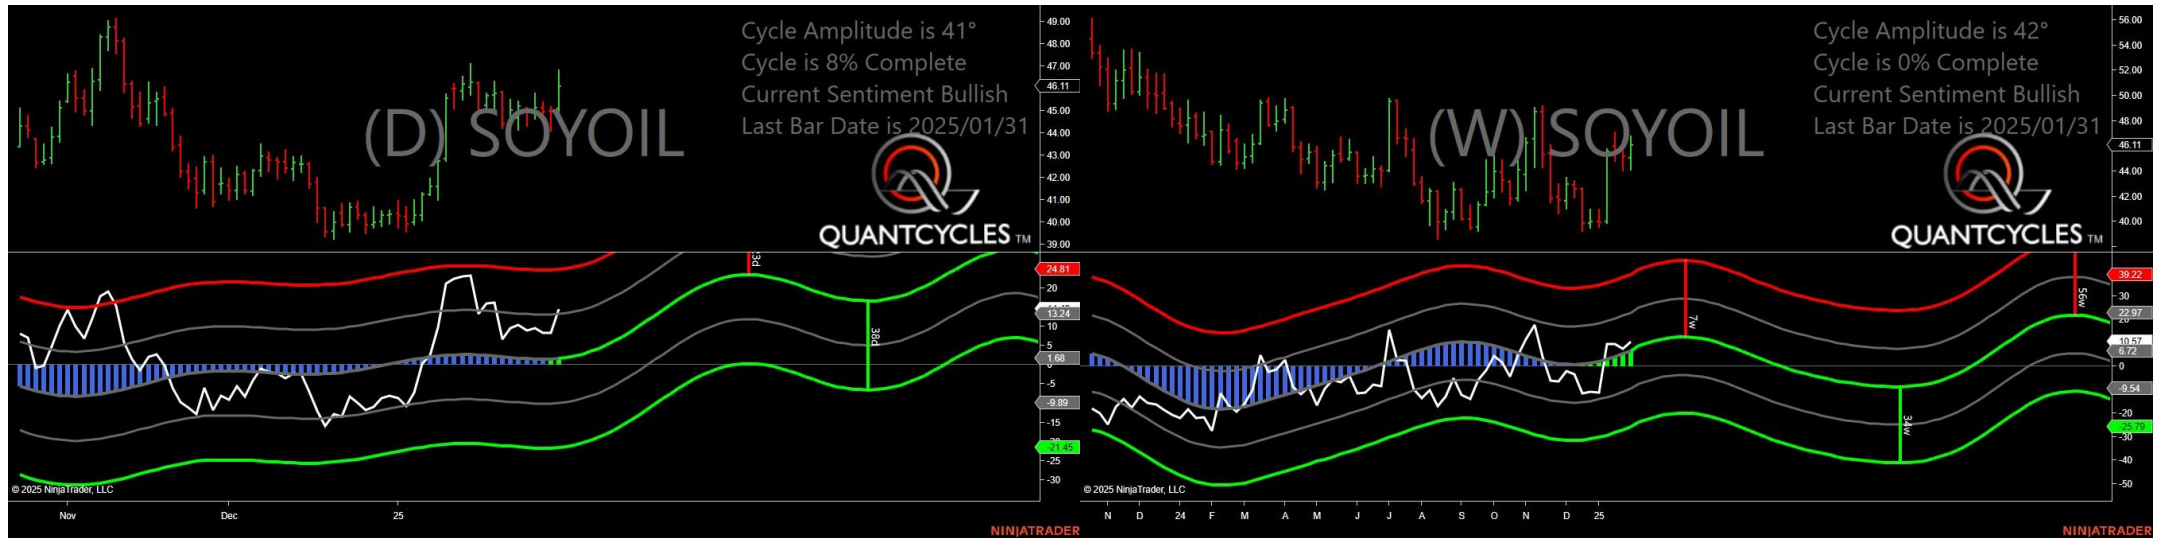 Cycle Amplitude is 41°
Cycle is 8% Complete
Current Sentiment Bullish
Last Bar Date is 2025/01/31
(D) SOYOIL
QUANTCYCLES TM
49.00
48.00
47.00
46.11
45.00
44.00
43.00
42.00
41.00
40.00
39.00
24.81
20
13.24
10
5
1.68
0
-5
-9.89
-15
-21.45
-25
-30
3d
38d
© 2025 NinjaTrader, LLC
Nov
Dec
25
NINJATRADER
Cycle Amplitude is 42°
Cycle is 0% Complete
Current Sentiment Bullish
Last Bar Date is 2025/01/31
(W) SOYOIL
QUANTCYCLES TM
56.00
54.00
52.00
50.00
48.00
46.11
44.00
42.00
40.00
39.22
30
22.97
10.57
6.72
0
-9.54
-20
-25.79
-30
-40
-50
7w
34w
56w
© 2025 NinjaTrader, LLC
N D 24 F M A M J J A S O N D 25
NINJATRADER